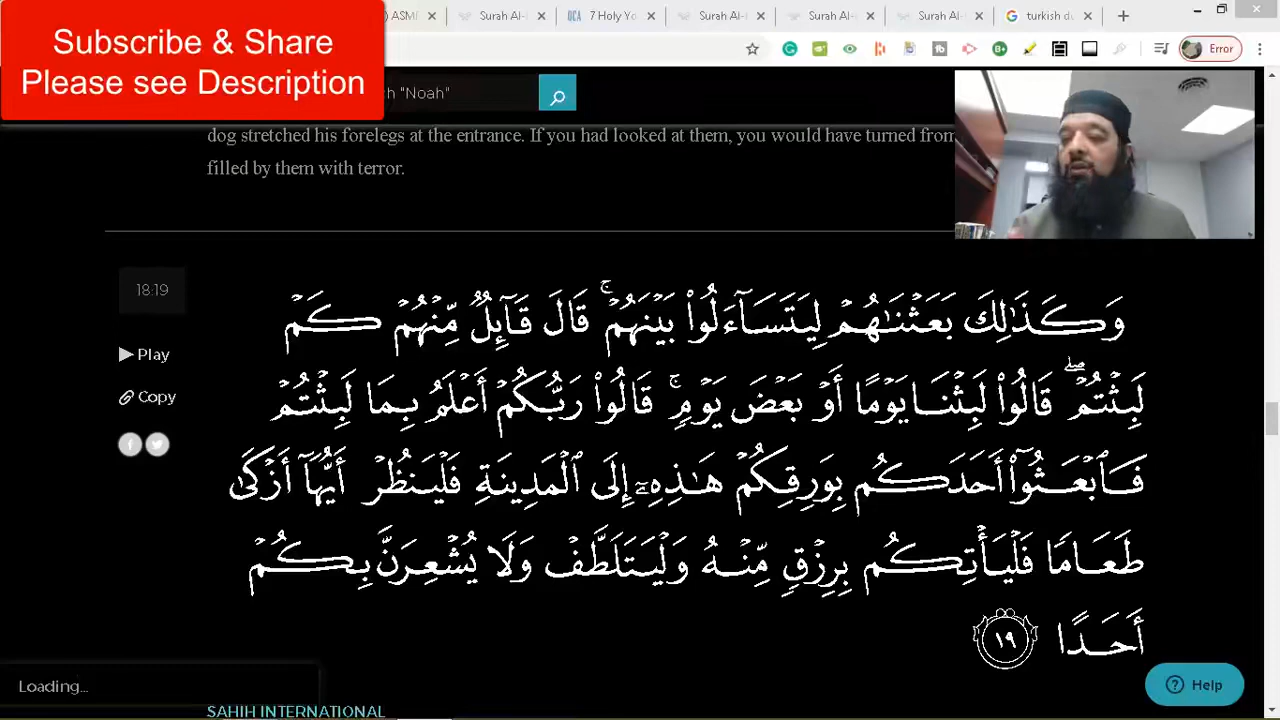 Subscribe & Share
Please see Description
ASM
Surah Al-
7 Holy Yo
Surah Al-
Surah Al-
Surah Al-
turkish du
Error
"Noah"
dog stretched his forelegs at the entrance. If you had looked at them, you would have turned from
filled by them with terror.
18:19
Play
Copy
وَكَذَٰلِكَ بَعَثْنَـٰهُمْ لِيَتَسَآءَلُوا۟ بَيْنَهُمْ ۚ قَالَ قَآئِلٌ مِّنْهُمْ كَمْ
لَبِثْتُمْ ۖ قَالُوا۟ لَبِثْنَا يَوْمًا أَوْ بَعْضَ يَوْمٍ ۚ قَالُوا۟ رَبُّكُمْ أَعْلَمُ بِمَا لَبِثْتُمْ
فَٱبْعَثُوٓا۟ أَحَدَكُم بِوَرِقِكُمْ هَـٰذِهِۦٓ إِلَى ٱلْمَدِينَةِ فَلْيَنظُرْ أَيُّهَآ أَزْكَىٰ
طَعَامًا فَلْيَأْتِكُم بِرِزْقٍ مِّنْهُ وَلْيَتَلَطَّفْ وَلَا يُشْعِرَنَّ بِكُمْ
أَحَدًا ١٩
Loading...
Help
SAHIH INTERNATIONAL